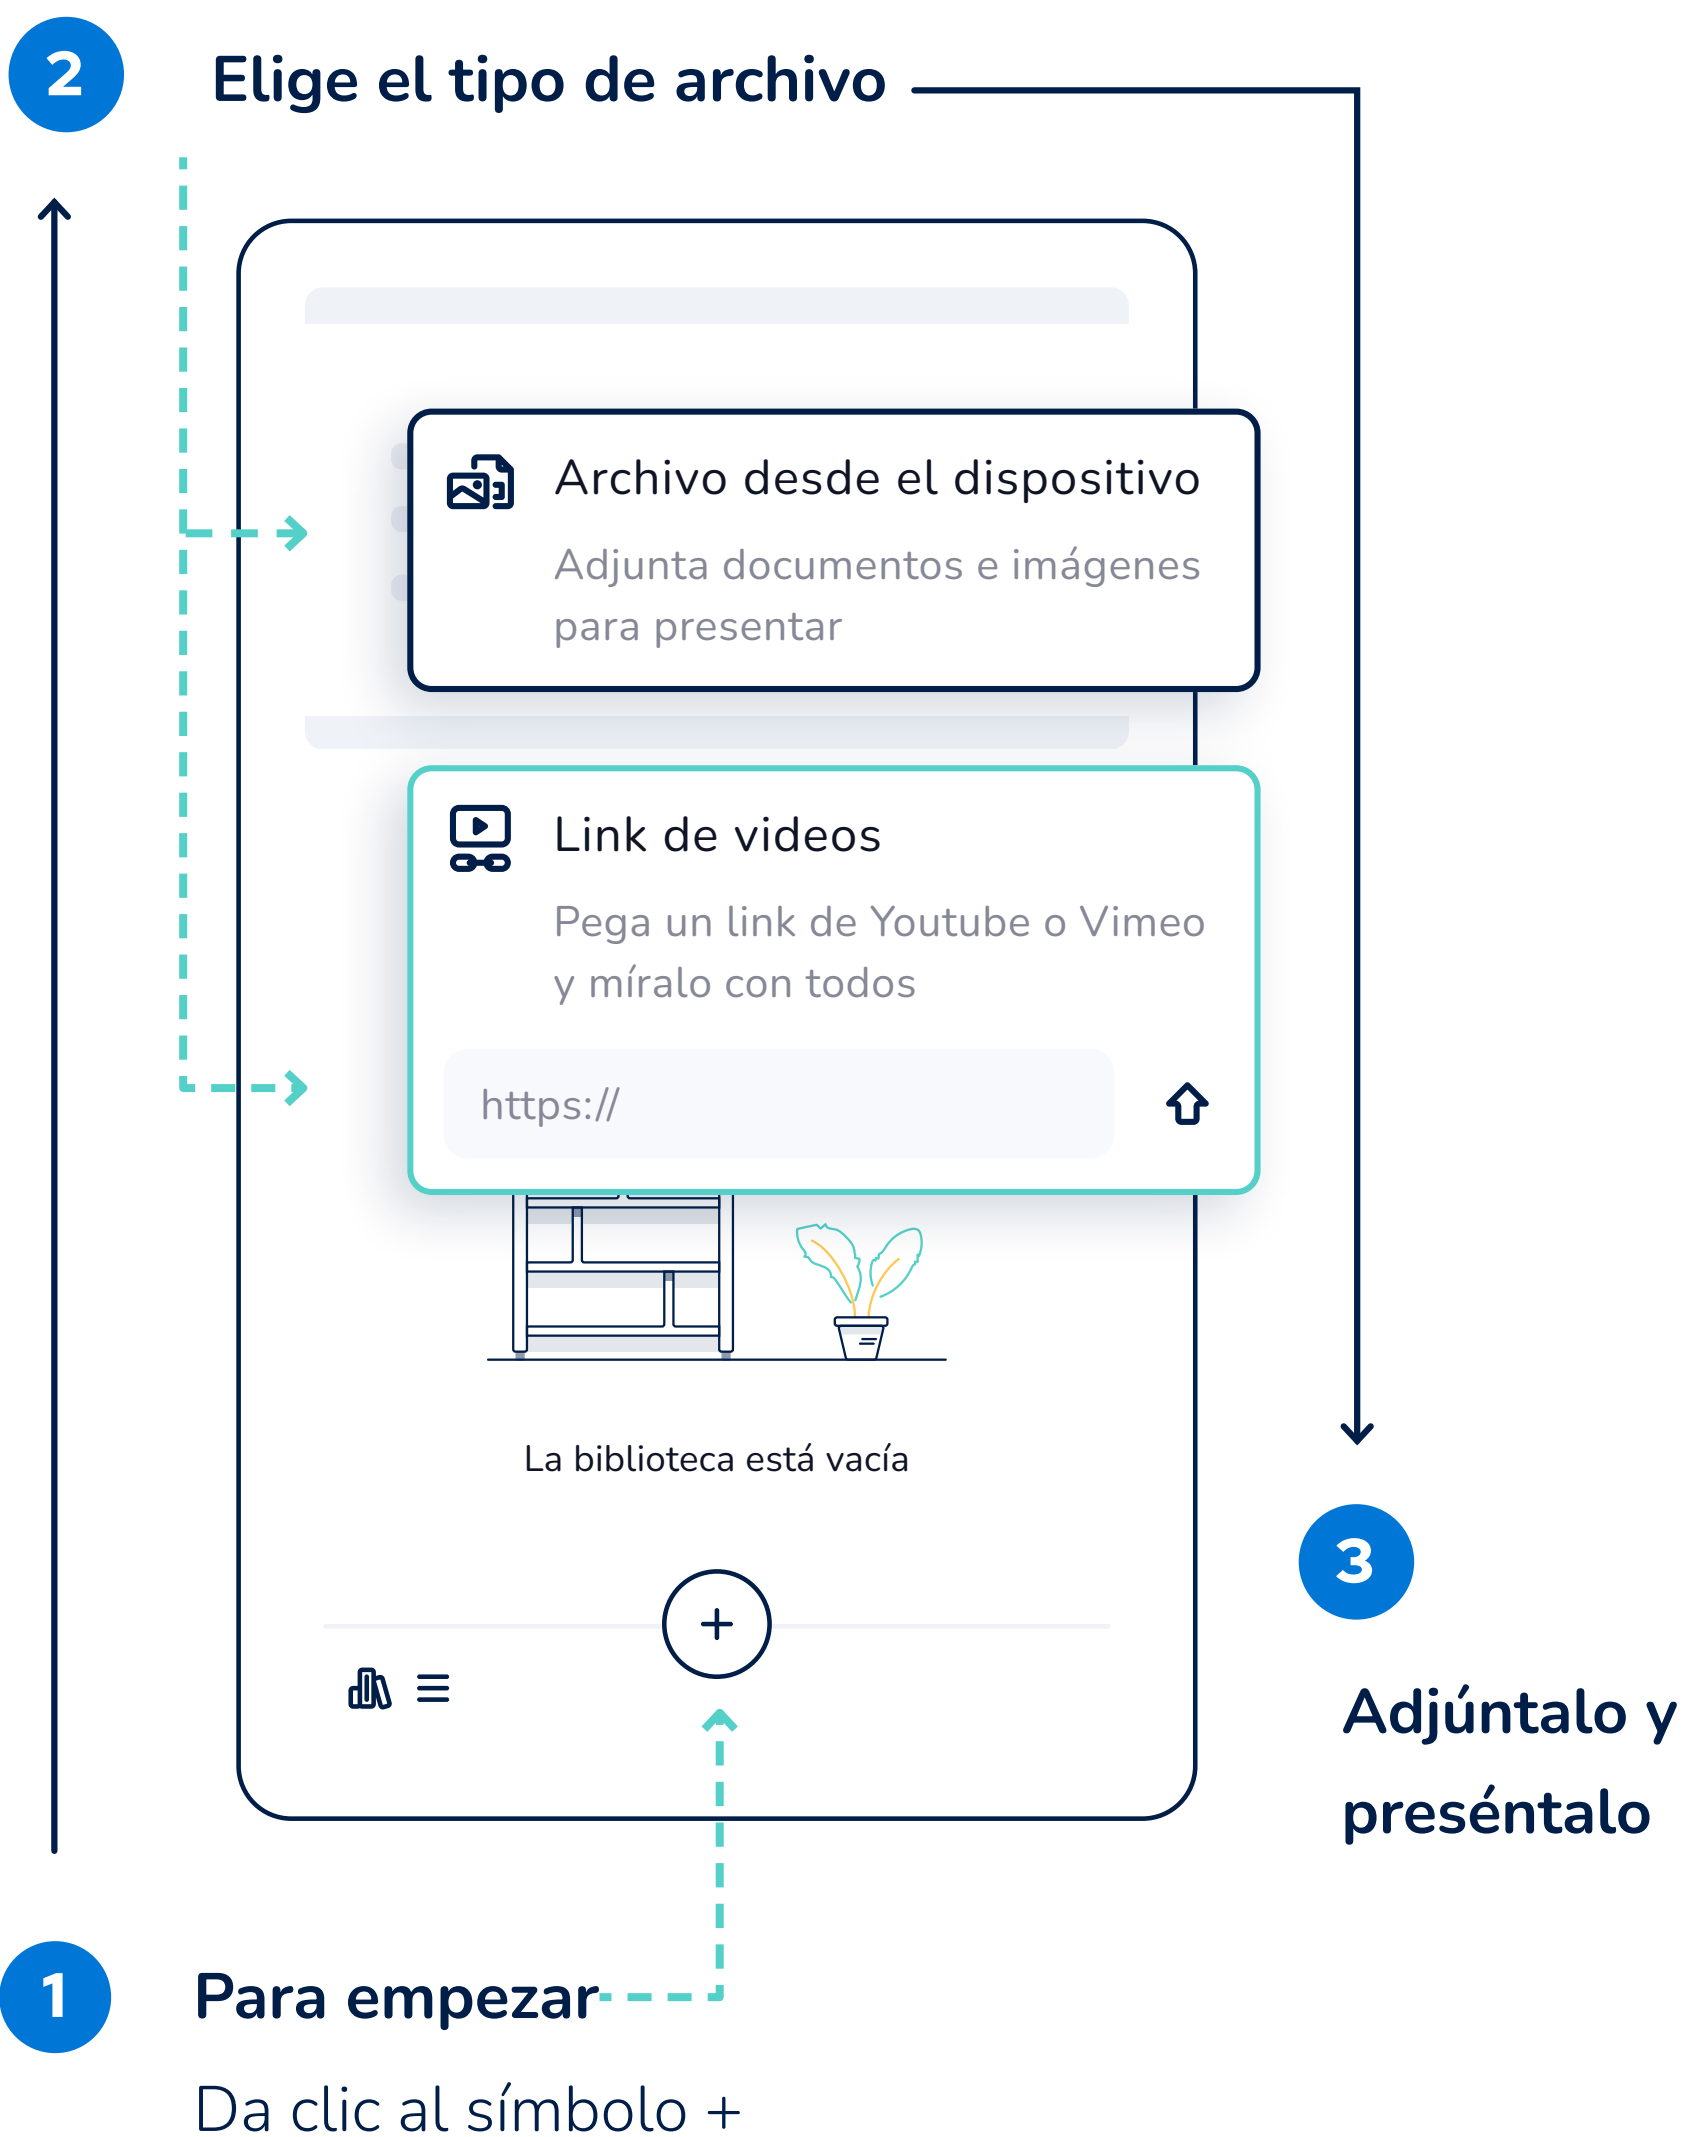 2
Elige el tipo de archivo
Archivo desde el dispositivo
Adjunta documentos e imágenes
para presentar
Link de videos
Pega un link de Youtube o Vimeo
y míralo con todos
https://
La biblioteca está vacía
+
3
Adjúntalo y
preséntalo
1
Para empezar
Da clic al símbolo +